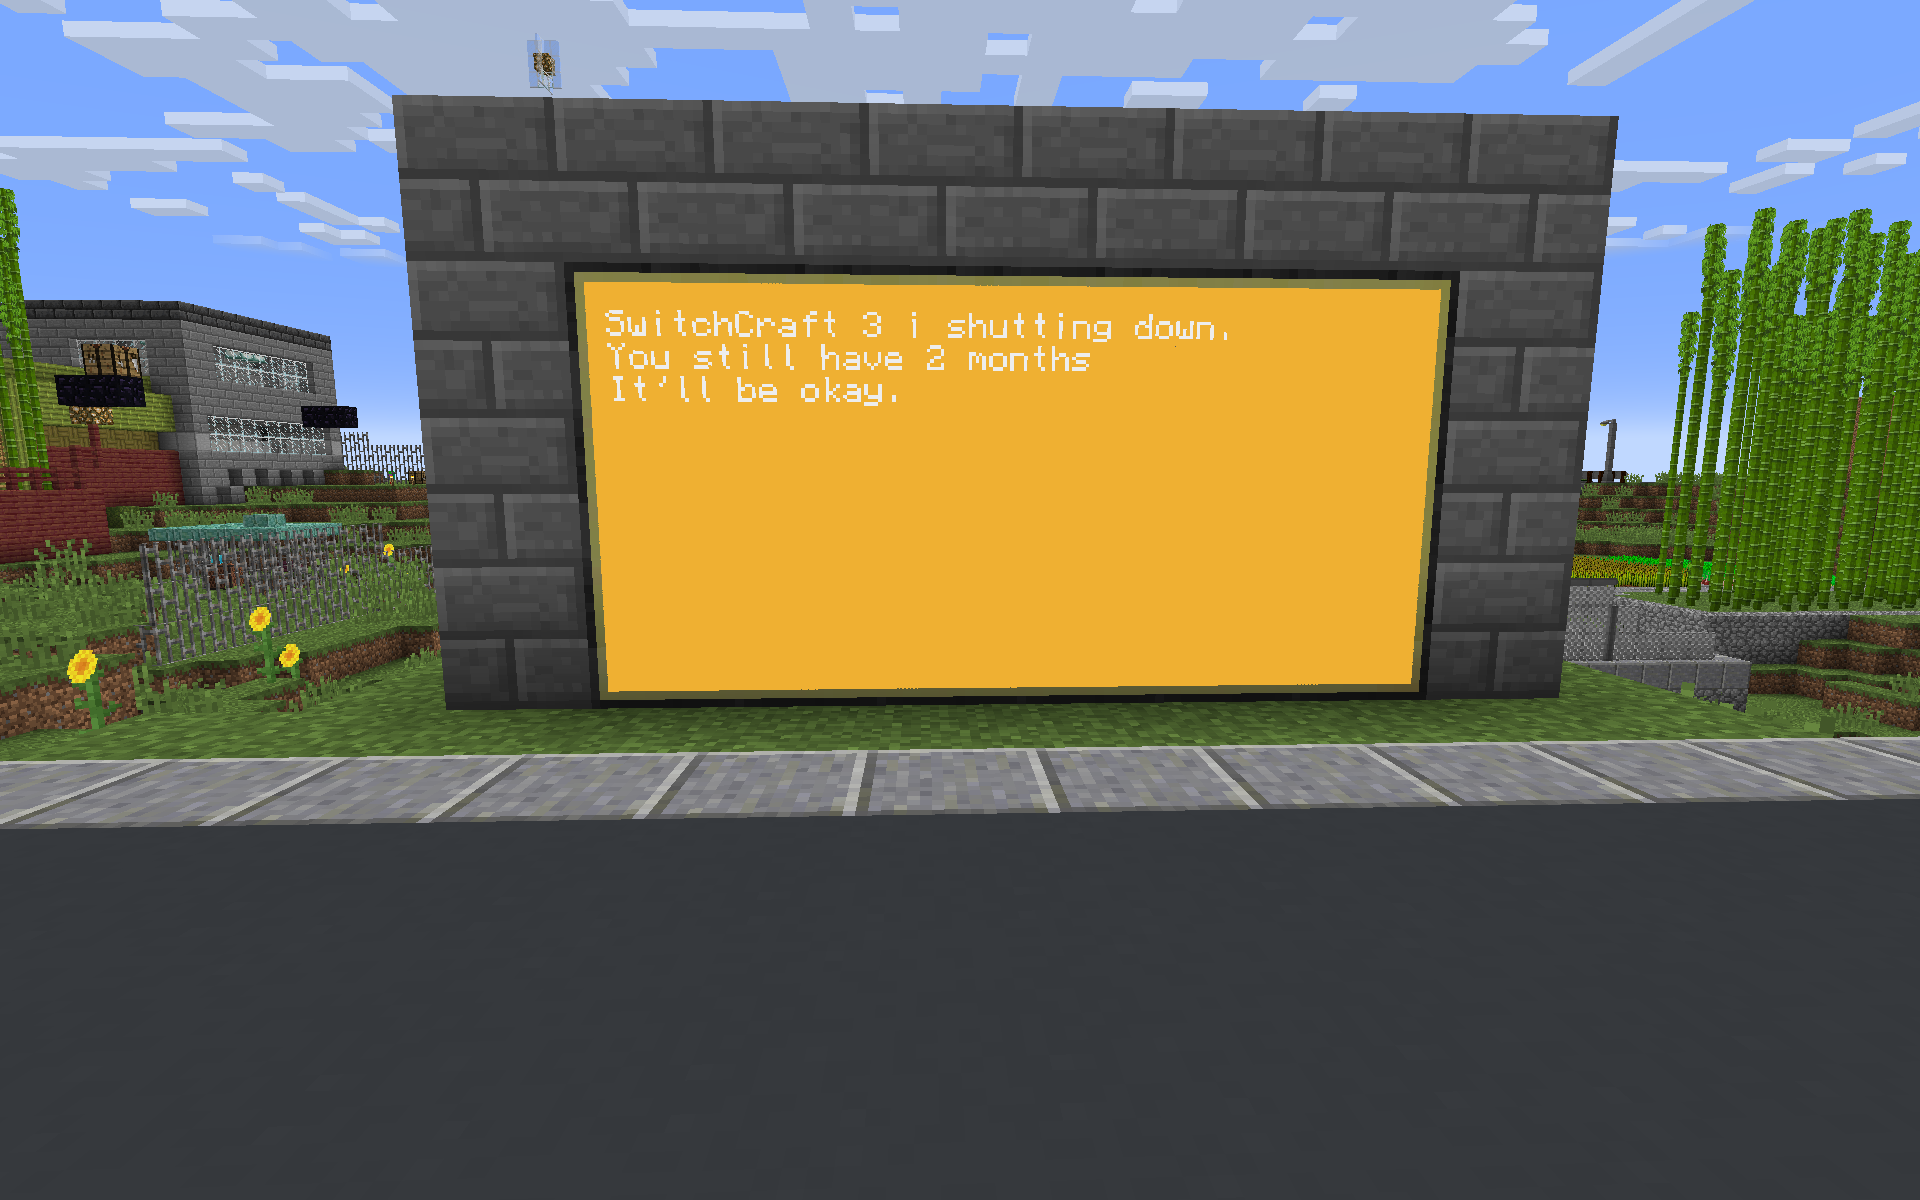 SwitchCraft 3 i shutting down.
You still have 2 months
It'll be okay.